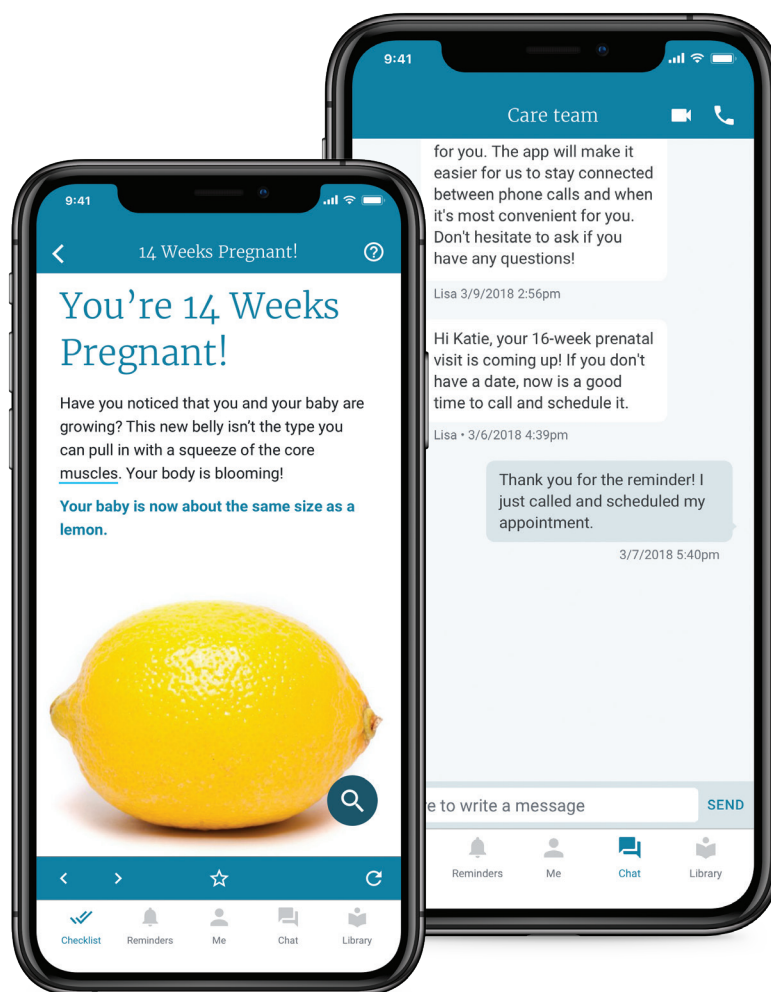 9:41
14 Weeks Pregnant!
You're 14 Weeks
Pregnant!
Have you noticed that you and your baby are
growing? This new belly isn't the type you
can pull in with a squeeze of the core
muscles. Your body is blooming!
Your baby is now about the same size as a
lemon.
Checklist
Reminders
Me
Chat
Library
9:41
Care team
for you. The app will make it
easier for us to stay connected
between phone calls and when
it's most convenient for you.
Don't hesitate to ask if you
have any questions!
Lisa 3/9/2018 2:56pm
Hi Katie, your 16-week prenatal
visit is coming up! If you don't
have a date, now is a good
time to call and schedule it.
Lisa • 3/6/2018 4:39pm
Thank you for the reminder! I
just called and scheduled my
appointment.
3/7/2018 5:40pm
e to write a message
SEND
Reminders
Me
Chat
Library